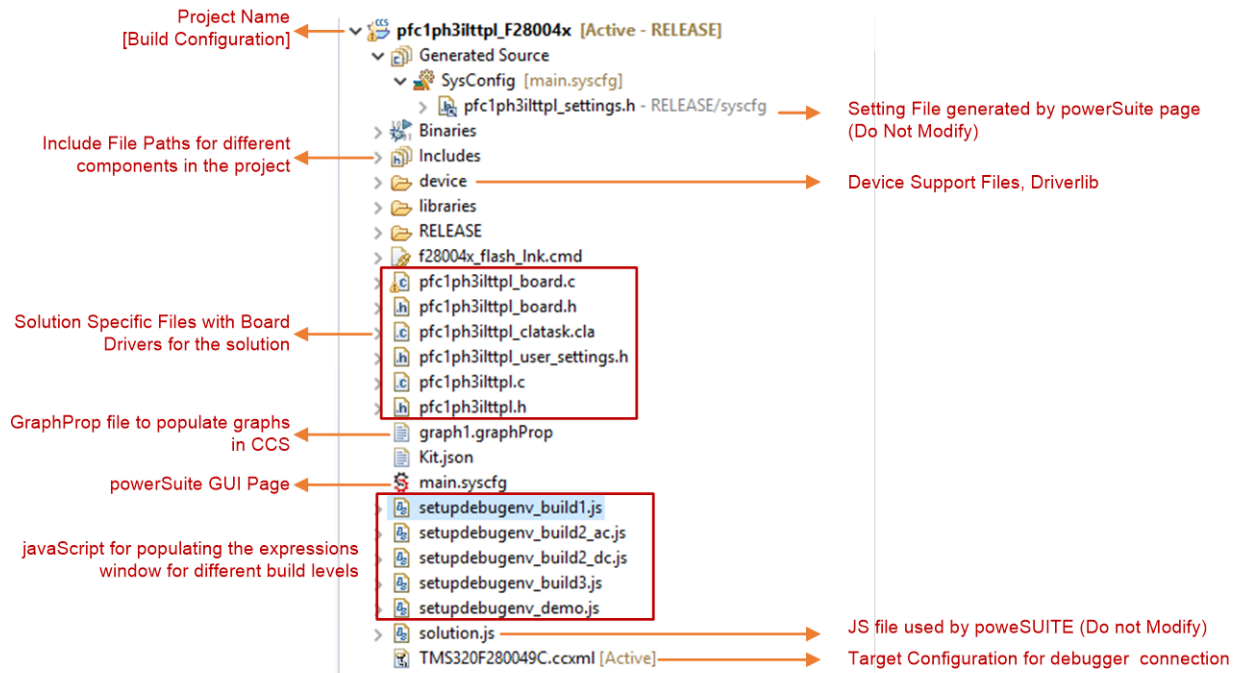 Project Name
[Build Configuration]
pfc1ph3ilttpl_F28004x [Active - RELEASE]
Generated Source
SysConfig [main.syscfg]
pfc1ph3ilttpl_settings.h - RELEASE/syscfg
Setting File generated by powerSuite page
(Do Not Modify)
Binaries
Include File Paths for different
components in the project
Includes
device
Device Support Files, Driverlib
libraries
RELEASE
f28004x_flash_lnk.cmd
pfc1ph3ilttpl_board.c
pfc1ph3ilttpl_board.h
Solution Specific Files with Board
Drivers for the solution
pfc1ph3ilttpl_clatask.cla
pfc1ph3ilttpl_user_settings.h
pfc1ph3ilttpl.c
pfc1ph3ilttpl.h
GraphProp file to populate graphs
in CCS
graph1.graphProp
Kit.json
powerSuite GUI Page
main.syscfg
setupdebugenv_build1.js
setupdebugenv_build2_ac.js
javaScript for populating the expressions
window for different build levels
setupdebugenv_build2_dc.js
setupdebugenv_build3.js
setupdebugenv_demo.js
solution.js
JS file used by poweSUITE (Do not Modify)
TMS320F280049C.ccxml [Active]
Target Configuration for debugger connection